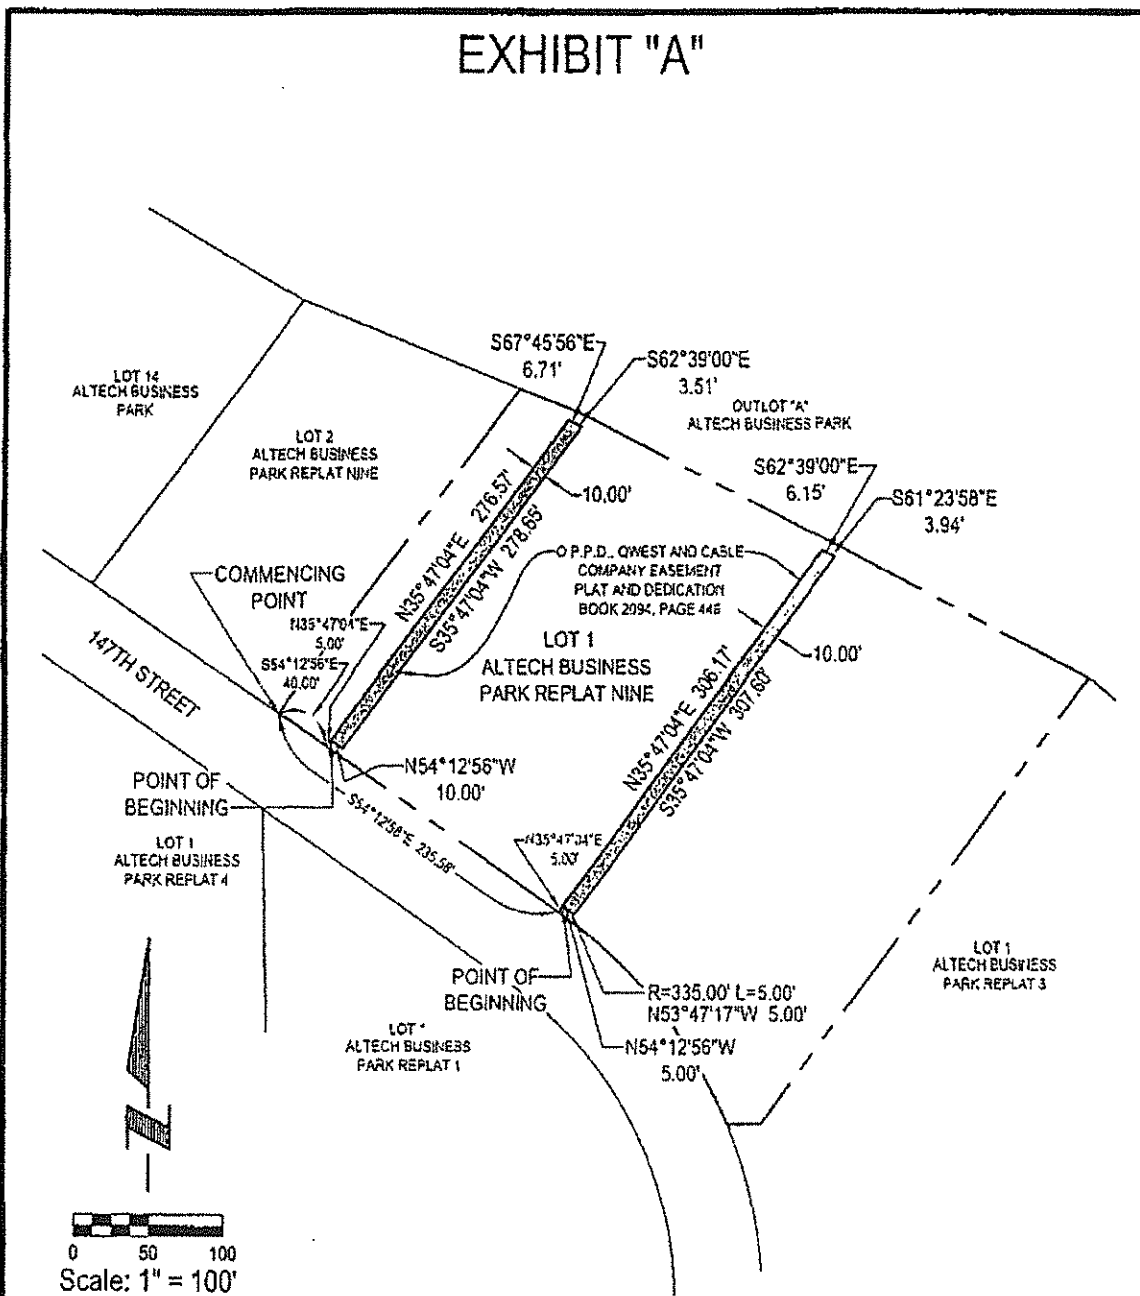 EXHIBIT "A"
S67°45'56"E
6.71'
S62°39'00"E
3.51'
LOT 14
ALTECH BUSINESS
PARK
OUTLOT "A"
ALTECH BUSINESS PARK
LOT 2
ALTECH BUSINESS
PARK REPLAT NINE
S62°39'00"E
6.15'
S61°23'58"E
3.94'
N35°47'04"E 276.57'
S35°47'04"W 278.65'
10.00'
O.P.P.D., QWEST AND CABLE
COMPANY EASEMENT
PLAT AND DEDICATION
BOOK 2094, PAGE 446
COMMENCING
POINT
N35°47'04"E
5.00'
S54°12'56"E
40.00'
147TH STREET
LOT 1
ALTECH BUSINESS
PARK REPLAT NINE
10.00'
N35°47'04"E 306.17'
S35°47'04"W 307.60'
N54°12'56"W
10.00'
POINT OF
BEGINNING
S54°12'56"E 235.58'
LOT 1
ALTECH BUSINESS
PARK REPLAT 4
N35°47'04"E
5.00'
LOT 1
ALTECH BUSINESS
PARK REPLAT 3
POINT OF
BEGINNING
R=335.00' L=5.00'
N53°47'17"W 5.00'
N54°12'56"W
5.00'
LOT
ALTECH BUSINESS
PARK REPLAT 1
0 50 100
Scale: 1" = 100'